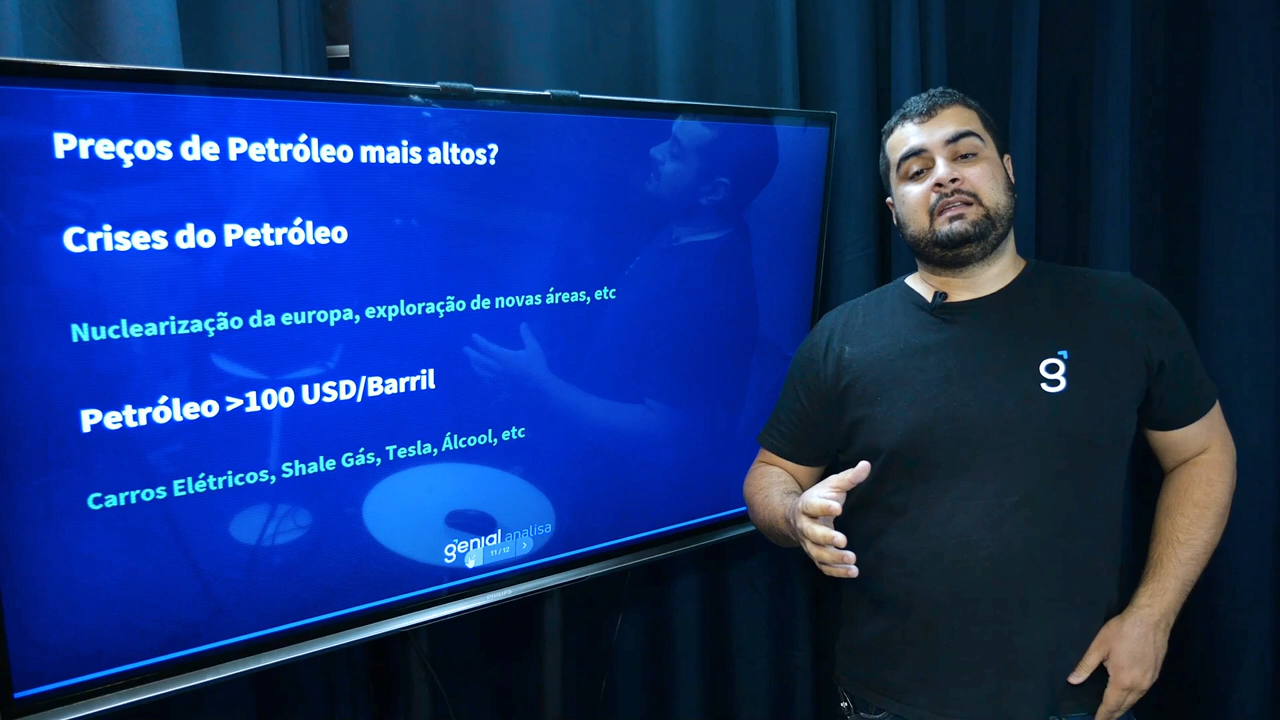 Preços de Petróleo mais altos?
Crises do Petróleo
Nuclearização da europa, exploração de novas áreas, etc
Petróleo >100 USD/Barril
Carros Elétricos, Shale Gás, Tesla, Álcool, etc
genial analisa
11 / 12
PHILIPS
g